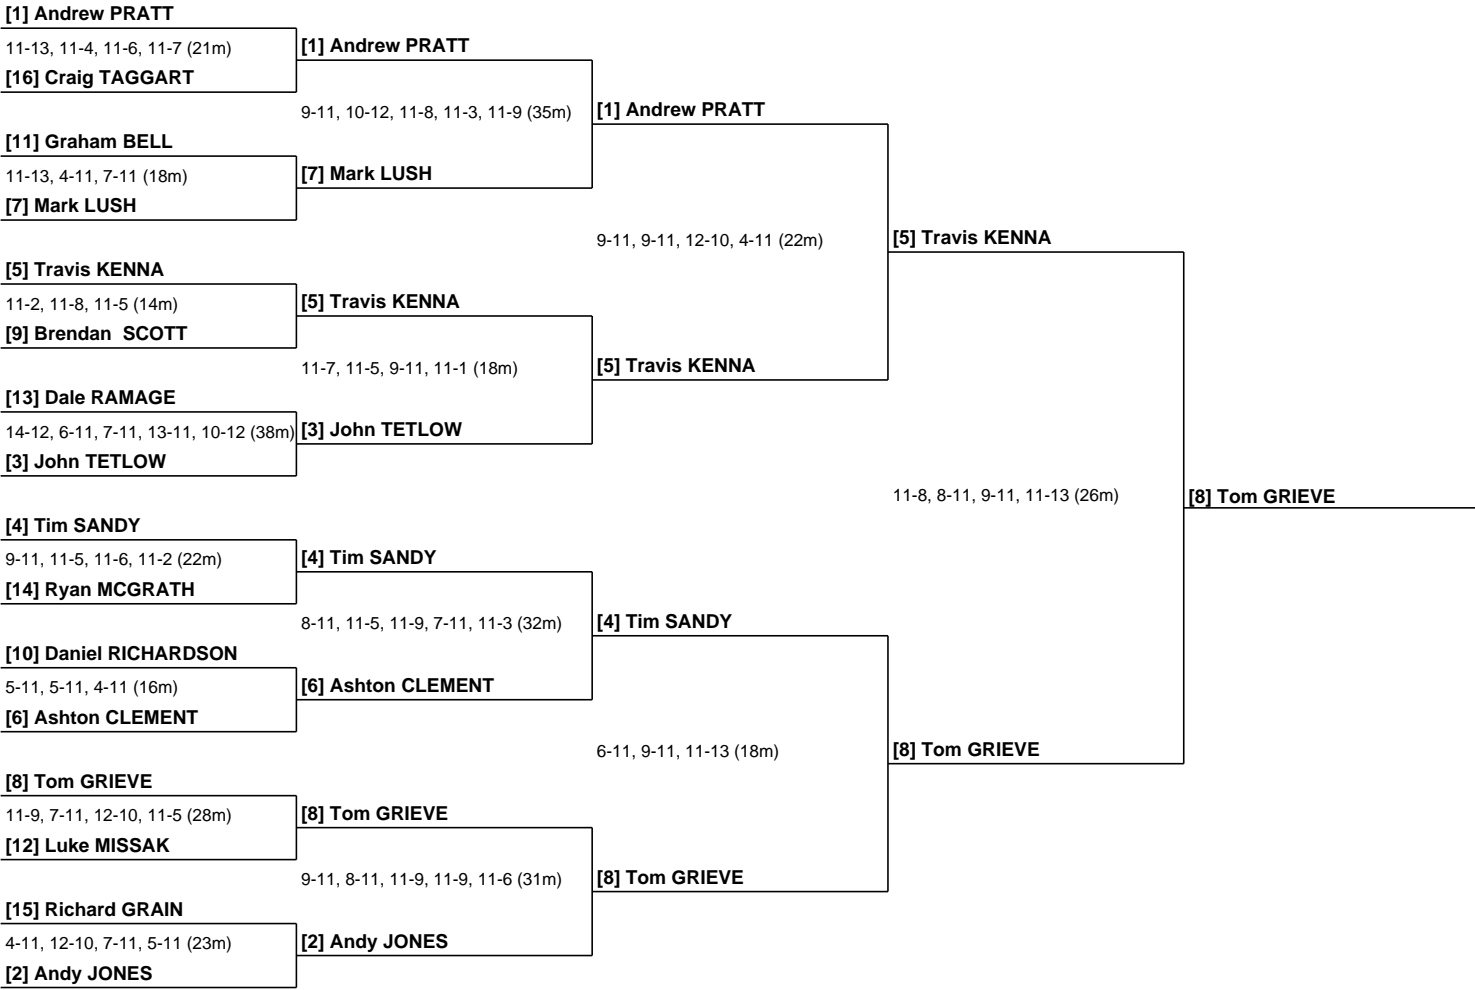 [1] Andrew PRATT
11-13, 11-4, 11-6, 11-7 (21m)
[16] Craig TAGGART
[11] Graham BELL
11-13, 4-11, 7-11 (18m)
[7] Mark LUSH
[5] Travis KENNA
11-2, 11-8, 11-5 (14m)
[9] Brendan  SCOTT
[13] Dale RAMAGE
14-12, 6-11, 7-11, 13-11, 10-12 (38m)
[3] John TETLOW
[4] Tim SANDY
9-11, 11-5, 11-6, 11-2 (22m)
[14] Ryan MCGRATH
[10] Daniel RICHARDSON
5-11, 5-11, 4-11 (16m)
[6] Ashton CLEMENT
[8] Tom GRIEVE
11-9, 7-11, 12-10, 11-5 (28m)
[12] Luke MISSAK
[15] Richard GRAIN
4-11, 12-10, 7-11, 5-11 (23m)
[2] Andy JONES
[1] Andrew PRATT
9-11, 10-12, 11-8, 11-3, 11-9 (35m)
[7] Mark LUSH
[5] Travis KENNA
11-7, 11-5, 9-11, 11-1 (18m)
[3] John TETLOW
[4] Tim SANDY
8-11, 11-5, 11-9, 7-11, 11-3 (32m)
[6] Ashton CLEMENT
[8] Tom GRIEVE
9-11, 8-11, 11-9, 11-9, 11-6 (31m)
[2] Andy JONES
[1] Andrew PRATT
9-11, 9-11, 12-10, 4-11 (22m)
[5] Travis KENNA
[4] Tim SANDY
6-11, 9-11, 11-13 (18m)
[8] Tom GRIEVE
[5] Travis KENNA
11-8, 8-11, 9-11, 11-13 (26m)
[8] Tom GRIEVE
[8] Tom GRIEVE